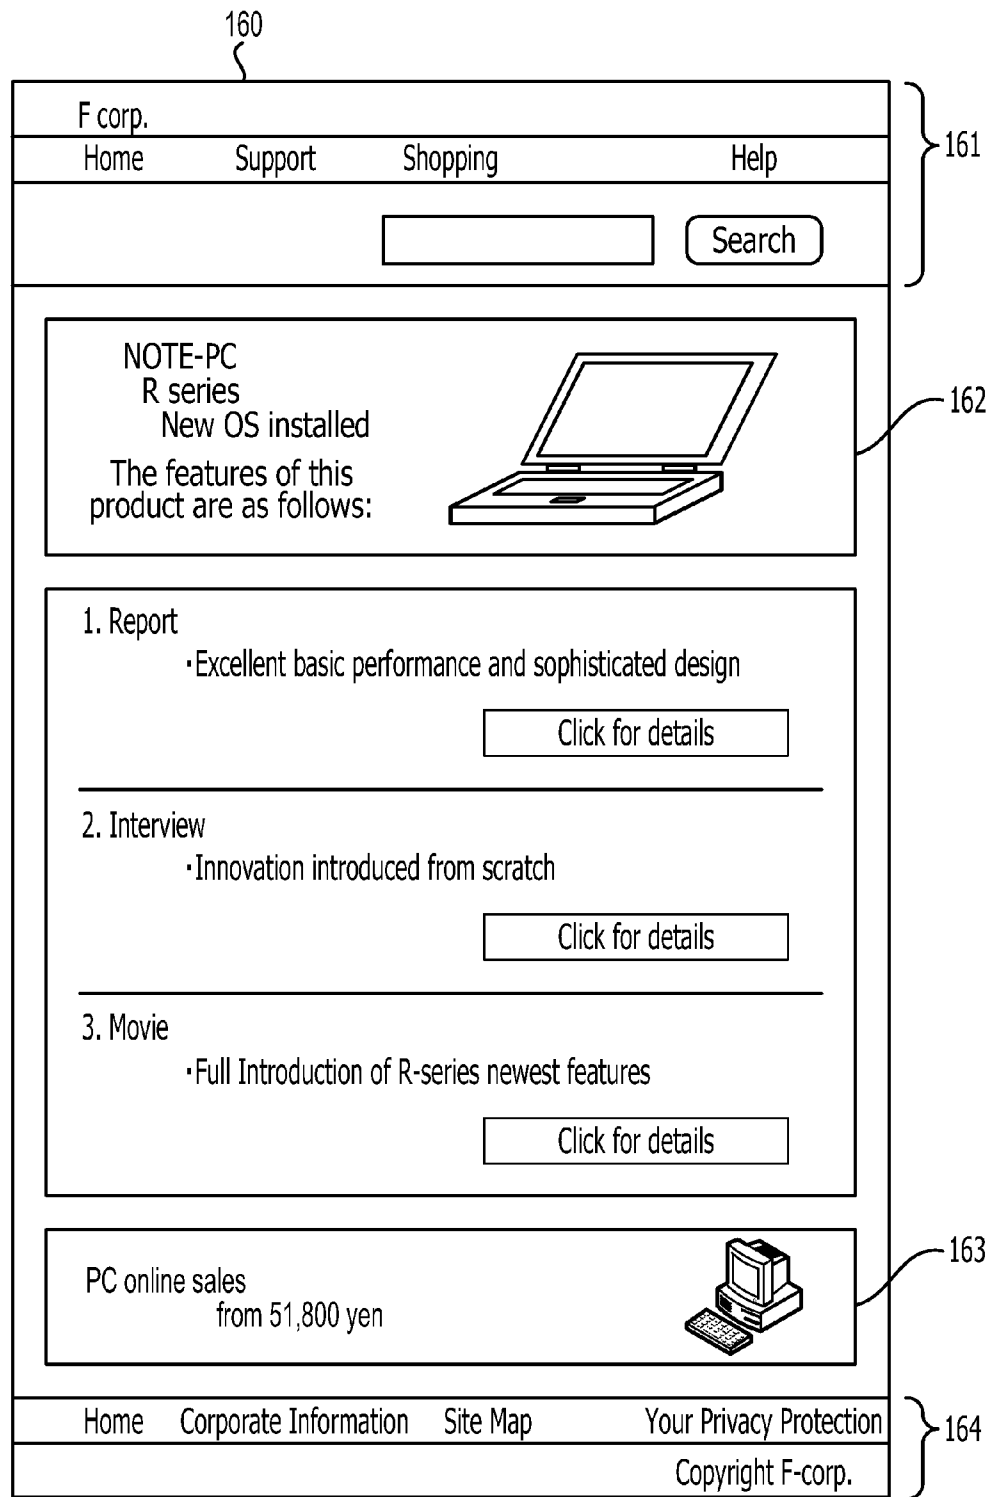 160
F corp.
161
Home Support Shopping Help
Search
NOTE-PC
R series
New OS installed
The features of this
product are as follows:
162
1. Report
·Excellent basic performance and sophisticated design
Click for details
2. Interview
·Innovation introduced from scratch
Click for details
3. Movie
·Full Introduction of R-series newest features
Click for details
163
PC online sales
from 51,800 yen
Home Corporate Information Site Map Your Privacy Protection
164
Copyright F-corp.